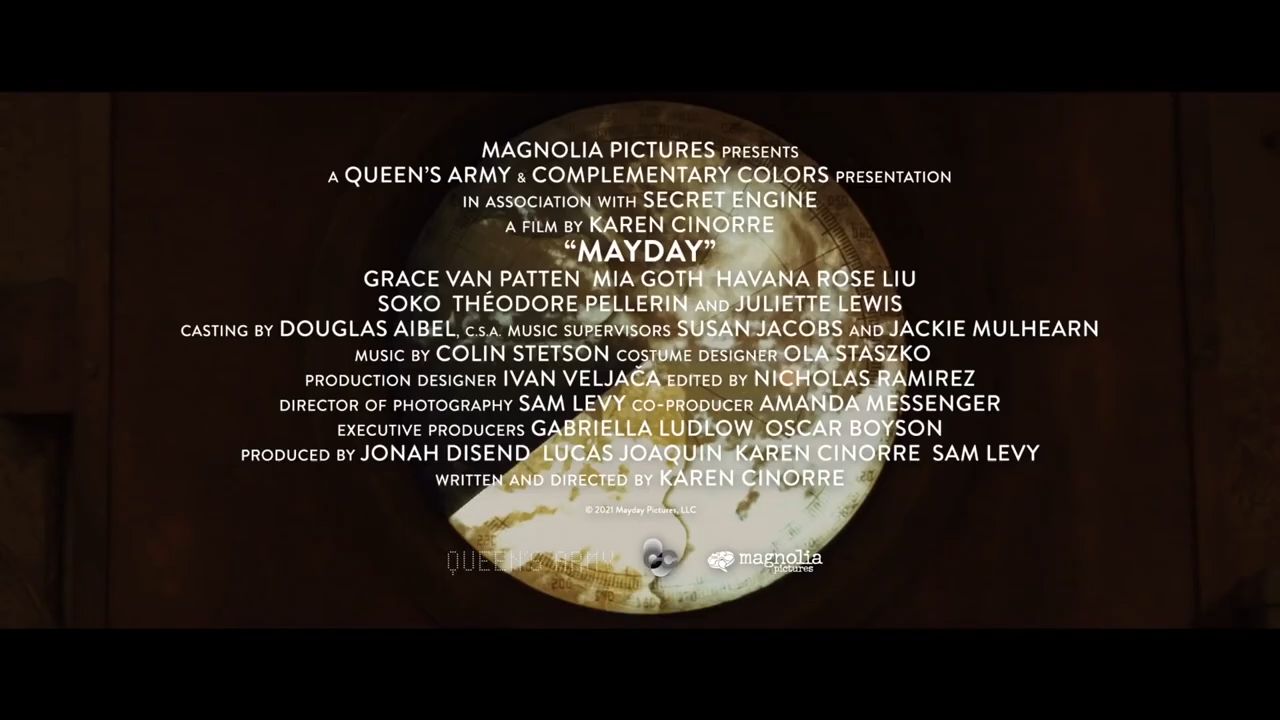 MAGNOLIA PICTURES PRESENTS
A QUEEN'S ARMY & COMPLEMENTARY COLORS PRESENTATION
IN ASSOCIATION WITH SECRET ENGINE
A FILM BY KAREN CINORRE
“MAYDAY”
GRACE VAN PATTEN MIA GOTH HAVANA ROSE LIU
SOKO THÉODORE PELLERIN AND JULIETTE LEWIS
CASTING BY DOUGLAS AIBEL, C.S.A. MUSIC SUPERVISORS SUSAN JACOBS AND JACKIE MULHEARN
MUSIC BY COLIN STETSON COSTUME DESIGNER OLA STASZKO
PRODUCTION DESIGNER IVAN VELJAČA EDITED BY NICHOLAS RAMIREZ
DIRECTOR OF PHOTOGRAPHY SAM LEVY CO-PRODUCER AMANDA MESSENGER
EXECUTIVE PRODUCERS GABRIELLA LUDLOW OSCAR BOYSON
PRODUCED BY JONAH DISEND LUCAS JOAQUIN KAREN CINORRE SAM LEVY
WRITTEN AND DIRECTED BY KAREN CINORRE
© 2021 Mayday Pictures, LLC
QUEEN'S ARMY CC magnolia
pictures